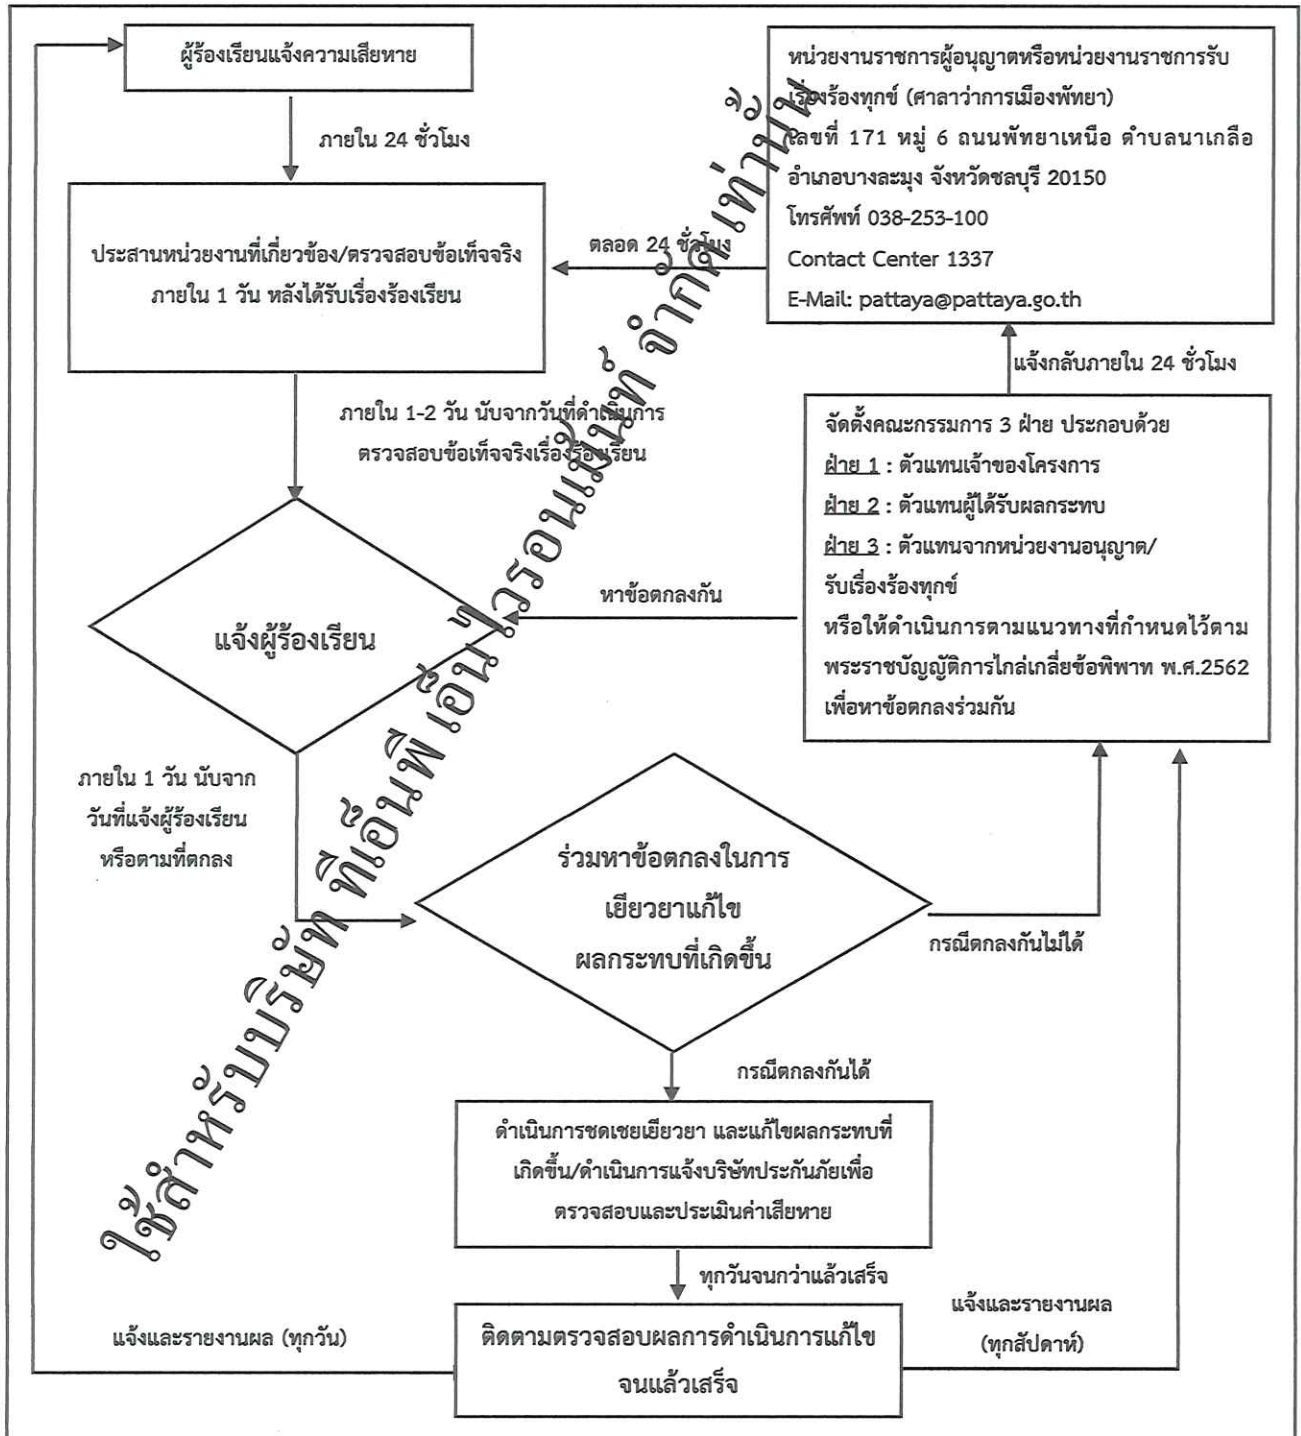 ผู้ร้องเรียนแจ้งความเสียหาย
ภายใน 24 ชั่วโมง
ประสานหน่วยงานที่เกี่ยวข้อง/ตรวจสอบข้อเท็จจริง
ภายใน 1 วัน หลังได้รับเรื่องร้องเรียน
ตลอด 24 ชั่วโมง
หน่วยงานราชการผู้อนุญาตหรือหน่วยงานราชการรับ
เรื่องร้องทุกข์ (ศาลาว่าการเมืองพัทยา)
เลขที่ 171 หมู่ 6 ถนนพัทยาเหนือ ตำบลนาเกลือ
อำเภอบางละมุง จังหวัดชลบุรี 20150
โทรศัพท์ 038-253-100
Contact Center 1337
E-Mail: pattaya@pattaya.go.th
แจ้งกลับภายใน 24 ชั่วโมง
ภายใน 1-2 วัน นับจากวันที่ดำเนินการ
ตรวจสอบข้อเท็จจริงเรื่องร้องเรียน
จัดตั้งคณะกรรมการ 3 ฝ่าย ประกอบด้วย
ฝ่าย 1 : ตัวแทนเจ้าของโครงการ
ฝ่าย 2 : ตัวแทนผู้ได้รับผลกระทบ
ฝ่าย 3 : ตัวแทนจากหน่วยงานอนุญาต/
รับเรื่องร้องทุกข์
หรือให้ดำเนินการตามแนวทางที่กำหนดไว้ตาม
พระราชบัญญัติการไกล่เกลี่ยข้อพิพาท พ.ศ.2562
เพื่อหาข้อตกลงร่วมกัน
หาข้อตกลงกัน
แจ้งผู้ร้องเรียน
ภายใน 1 วัน นับจาก
วันที่แจ้งผู้ร้องเรียน
หรือตามที่ตกลง
ร่วมหาข้อตกลงในการ
เยียวยาแก้ไข
ผลกระทบที่เกิดขึ้น
กรณีตกลงกันไม่ได้
กรณีตกลงกันได้
ดำเนินการชดเชยเยียวยา และแก้ไขผลกระทบที่
เกิดขึ้น/ดำเนินการแจ้งบริษัทประกันภัยเพื่อ
ตรวจสอบและประเมินค่าเสียหาย
ทุกวันจนกว่าแล้วเสร็จ
แจ้งและรายงานผล (ทุกวัน)
ติดตามตรวจสอบผลการดำเนินการแก้ไข
จนแล้วเสร็จ
แจ้งและรายงานผล
(ทุกสัปดาห์)
ใช้สำหรับบริษัท ทีเอ็นพี เอ็นไวรอนเม้นท์ จำกัด เท่านั้น